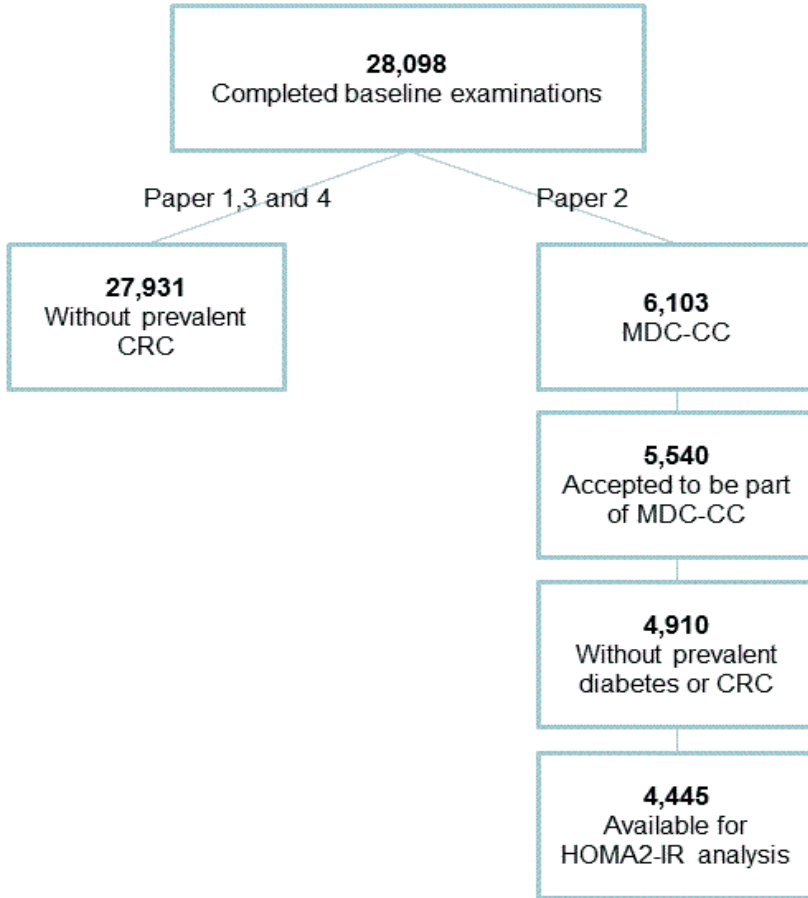 28,098
Completed baseline examinations
Paper 1,3 and 4
Paper 2
27,931
Without prevalent
CRC
6,103
MDC-CC
5,540
Accepted to be part
of MDC-CC
4,910
Without prevalent
diabetes or CRC
4,445
Available for
HOMA2-IR analysis